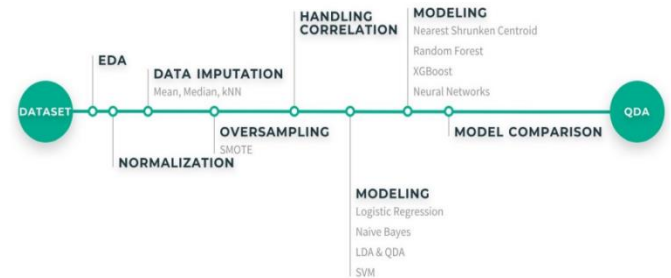 DATASET
EDA
NORMALIZATION
DATA IMPUTATION
Mean, Median, kNN
OVERSAMPLING
SMOTE
HANDLING
CORRELATION
MODELING
Logistic Regression
Naive Bayes
LDA & QDA
SVM
MODELING
Nearest Shrunken Centroid
Random Forest
XGBoost
Neural Networks
MODEL COMPARISON
QDA